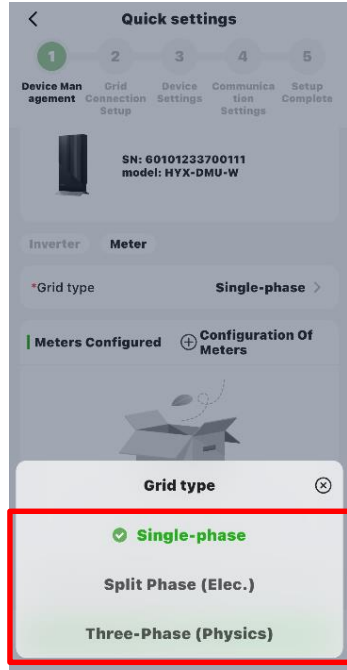 Quick settings
1 2 3 4 5
Device Man Grid Device Communica Setup
agement Connection Settings tion Complete
Setup Settings
SN: 60101233700111
model: HYX-DMU-W
Inverter Meter
*Grid type Single-phase >
Meters Configured Configuration Of
Meters
Grid type
Single-phase
Split Phase (Elec.)
Three-Phase (Physics)